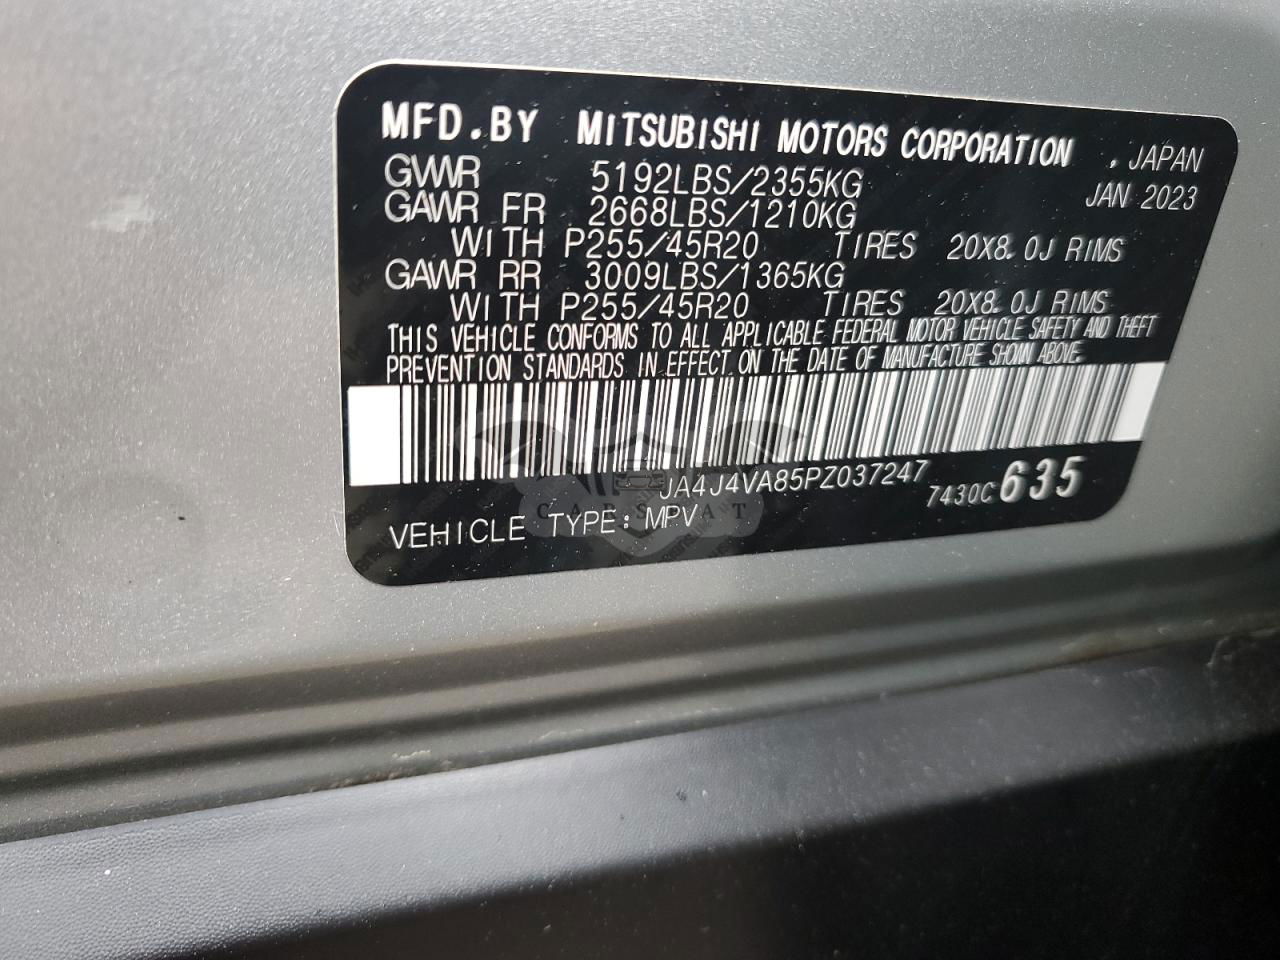 MFD.BY MITSUBISHI MOTORS CORPORATION , JAPAN
GVWR 5192LBS/2355KG JAN 2023
GAWR FR 2668LBS/1210KG
WITH P255/45R20 TIRES 20X8.0J RIMS
GAWR RR 3009LBS/1365KG
WITH P255/45R20 TIRES 20X8.0J RIMS
THIS VEHICLE CONFORMS TO ALL APPLICABLE FEDERAL MOTOR VEHICLE SAFETY AND THEFT
PREVENTION STANDARDS IN EFFECT ON THE DATE OF MANUFACTURE SHOWN ABOVE.
JA4J4VA85PZ037247 7430C 635
VEHICLE TYPE: MPV